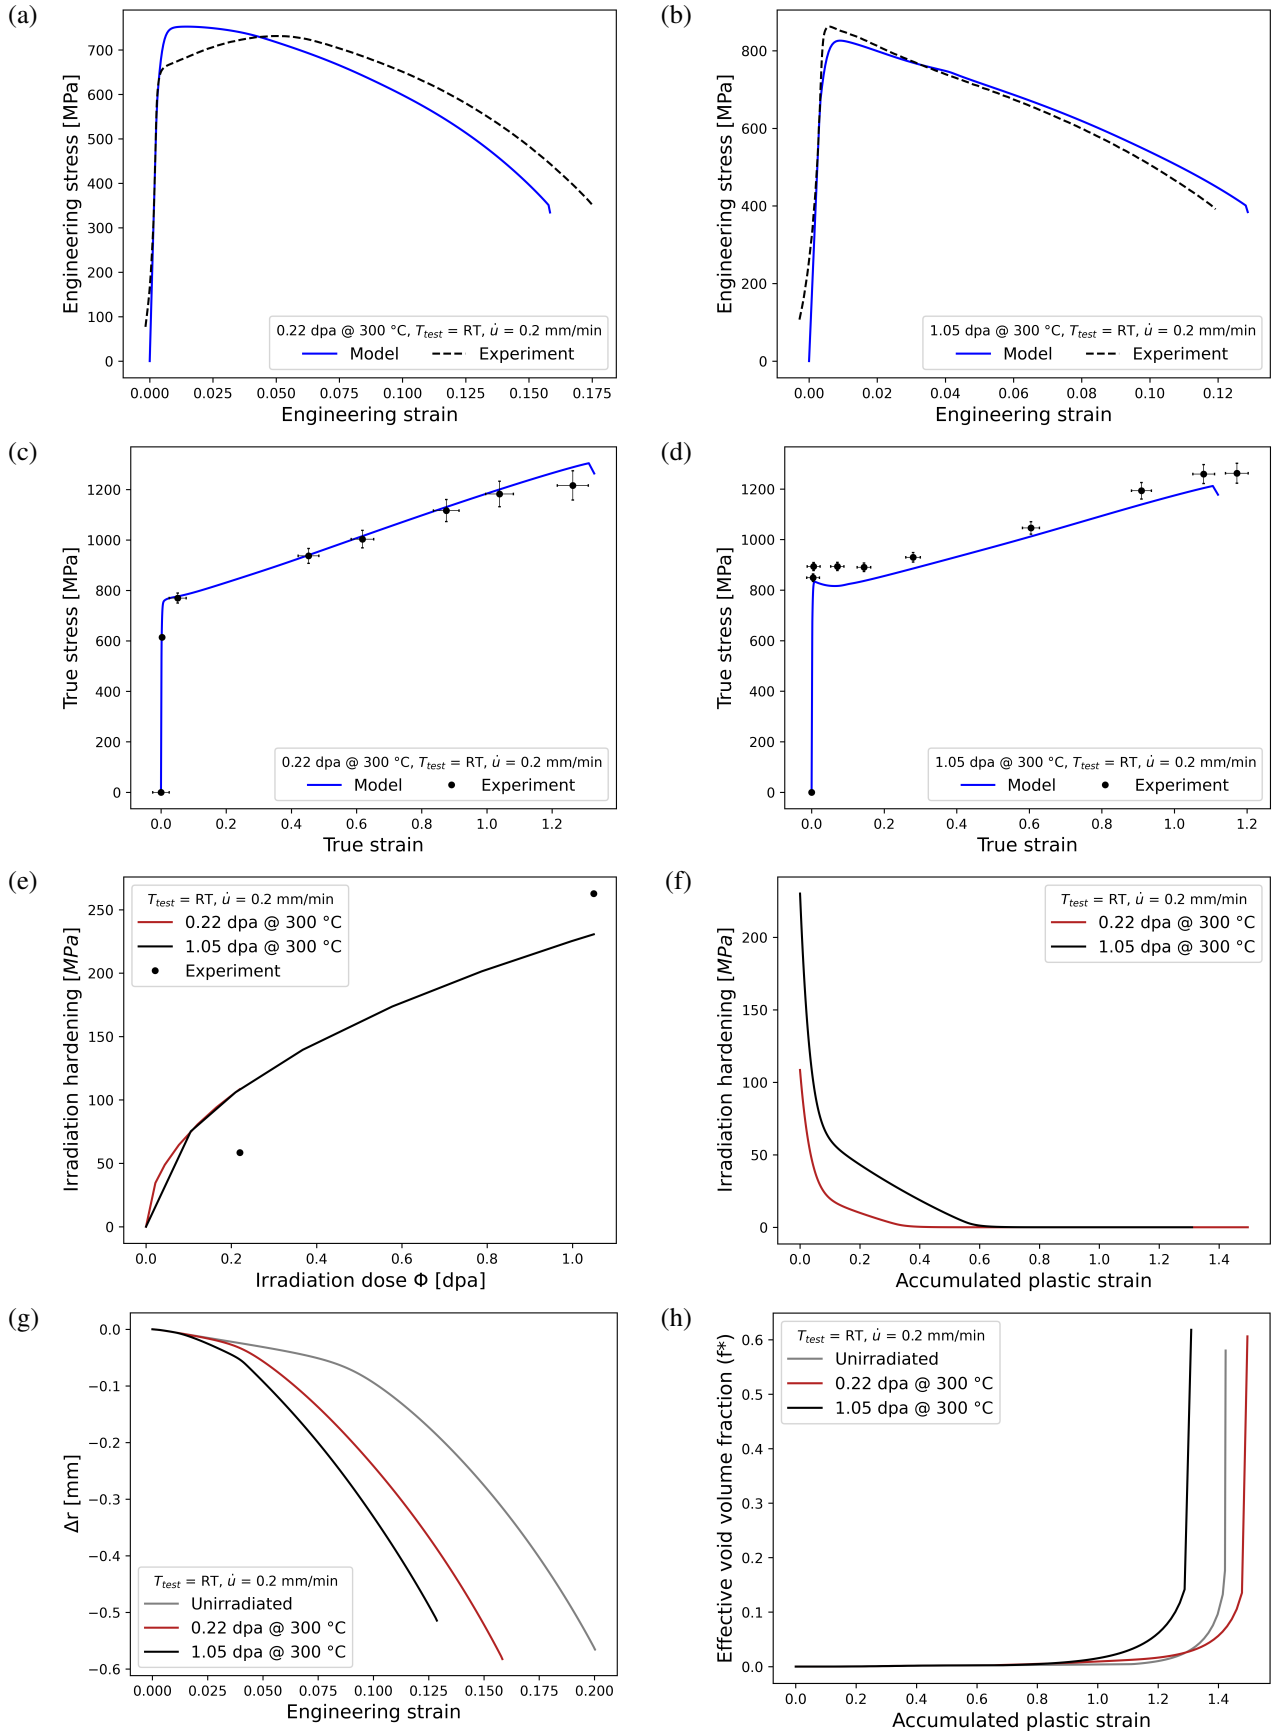 (a)
Engineering stress [MPa]
700
600
500
400
300
200
100
0
0.22 dpa @ 300 °C, T_test = RT, u̇ = 0.2 mm/min
Model
Experiment
0.000 0.025 0.050 0.075 0.100 0.125 0.150 0.175
Engineering strain
(b)
Engineering stress [MPa]
800
600
400
200
0
1.05 dpa @ 300 °C, T_test = RT, u̇ = 0.2 mm/min
Model
Experiment
0.00 0.02 0.04 0.06 0.08 0.10 0.12
Engineering strain
(c)
True stress [MPa]
1200
1000
800
600
400
200
0
0.22 dpa @ 300 °C, T_test = RT, u̇ = 0.2 mm/min
Model
Experiment
0.0 0.2 0.4 0.6 0.8 1.0 1.2
True strain
(d)
True stress [MPa]
1200
1000
800
600
400
200
0
1.05 dpa @ 300 °C, T_test = RT, u̇ = 0.2 mm/min
Model
Experiment
0.0 0.2 0.4 0.6 0.8 1.0 1.2
True strain
(e)
Irradiation hardening [MPa]
250
200
150
100
50
0
T_test = RT, u̇ = 0.2 mm/min
0.22 dpa @ 300 °C
1.05 dpa @ 300 °C
Experiment
0.0 0.2 0.4 0.6 0.8 1.0
Irradiation dose Φ [dpa]
(f)
Irradiation hardening [MPa]
200
150
100
50
0
T_test = RT, u̇ = 0.2 mm/min
0.22 dpa @ 300 °C
1.05 dpa @ 300 °C
0.0 0.2 0.4 0.6 0.8 1.0 1.2 1.4
Accumulated plastic strain
(g)
Δr [mm]
0.0
−0.1
−0.2
−0.3
−0.4
−0.5
−0.6
T_test = RT, u̇ = 0.2 mm/min
Unirradiated
0.22 dpa @ 300 °C
1.05 dpa @ 300 °C
0.000 0.025 0.050 0.075 0.100 0.125 0.150 0.175 0.200
Engineering strain
(h)
Effective void volume fraction (f*)
0.6
0.5
0.4
0.3
0.2
0.1
0.0
T_test = RT, u̇ = 0.2 mm/min
Unirradiated
0.22 dpa @ 300 °C
1.05 dpa @ 300 °C
0.0 0.2 0.4 0.6 0.8 1.0 1.2 1.4
Accumulated plastic strain